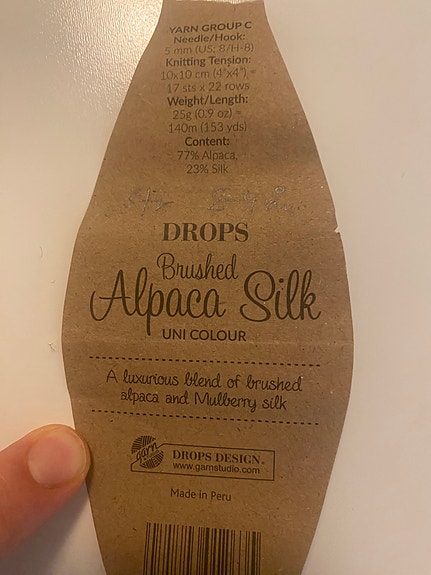 YARN GROUP C
Needle/Hook:
5 mm (US: 8/H-8)
Knitting Tension:
10x10 cm (4"x4") =
17 sts x 22 rows
Weight/Length:
25g (0.9 oz) =
140m (153 yds)
Content:
77% Alpaca,
23% Silk
DROPS
Brushed
Alpaca Silk
UNI COLOUR
A luxurious blend of brushed
alpaca and Mulberry silk
garn
DROPS DESIGN®
www.garnstudio.com
Made in Peru